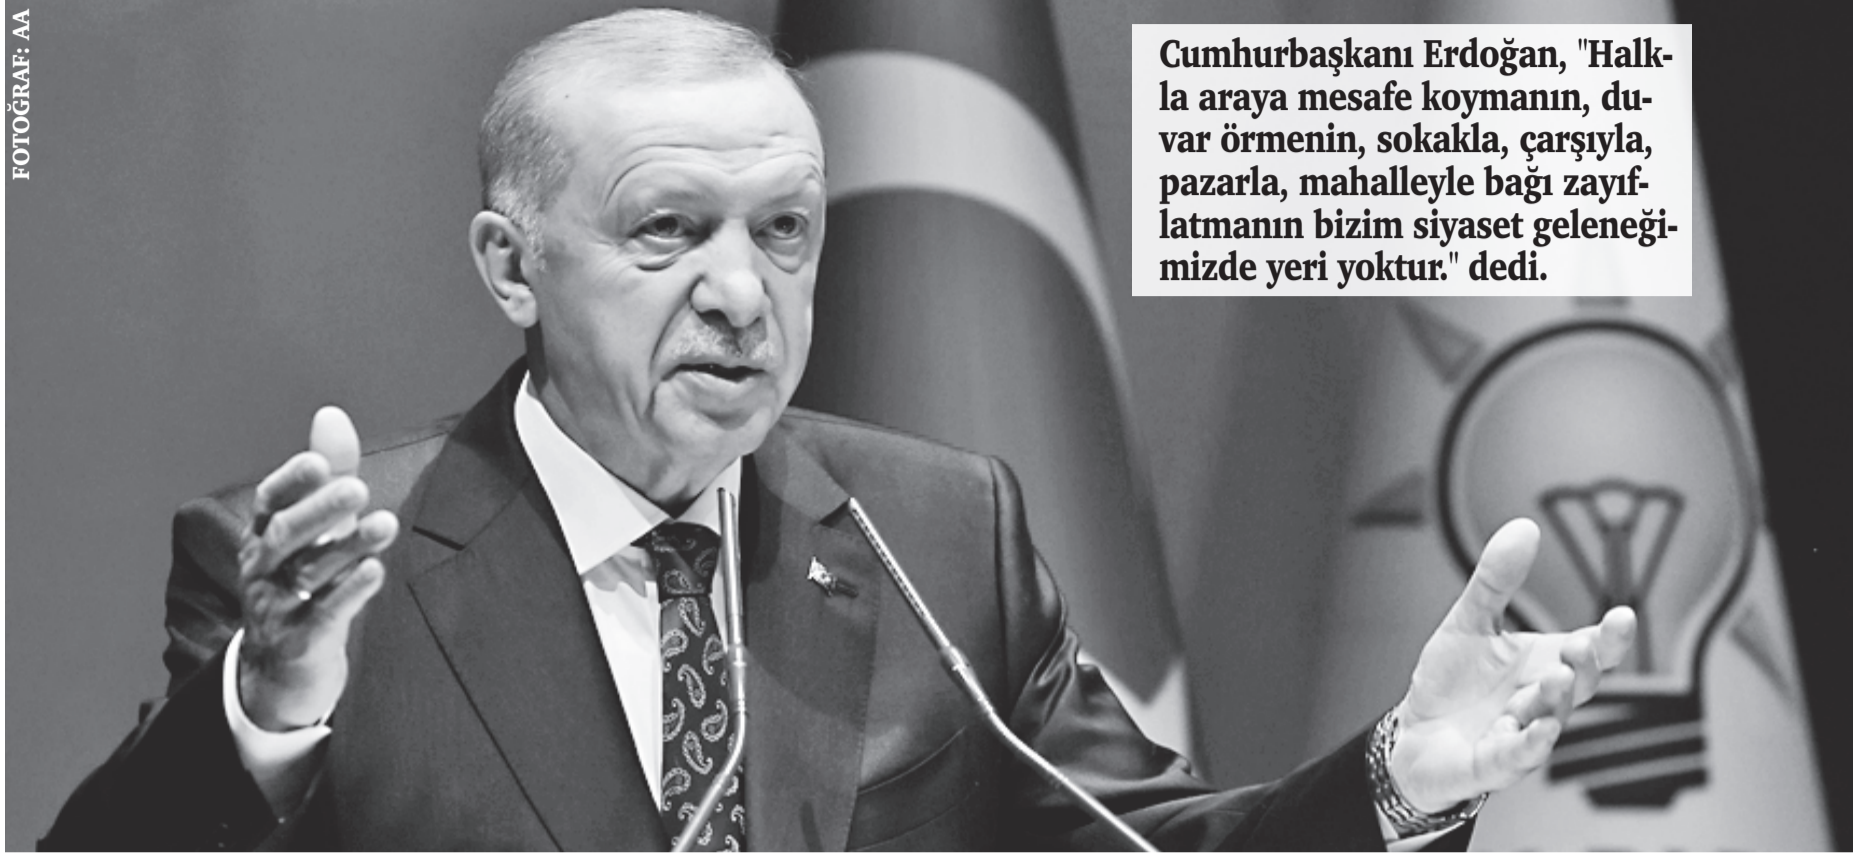 FOTOĞRAF: AA
Cumhurbaşkanı Erdoğan, "Halk-
la araya mesafe koymanın, du-
var örmenin, sokakla, çarşıyla,
pazarla, mahalleyle bağı zayıf-
latmanın bizim siyaset geleneği-
mizde yeri yoktur." dedi.